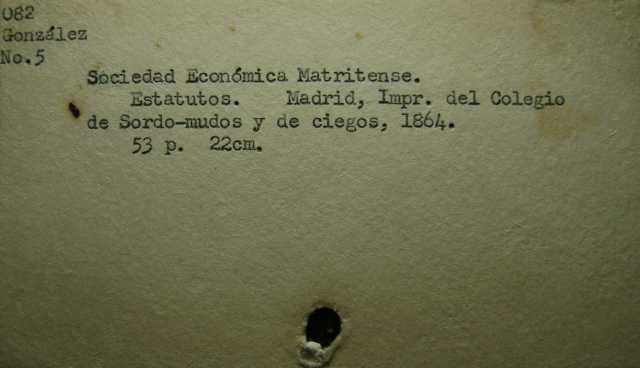 082
González
No.5
Sociedad Económica Matritense.
Estatutos. Madrid, Impr. del Colegio
de Sordo-mudos y de ciegos, 1864.
53 p. 22cm.